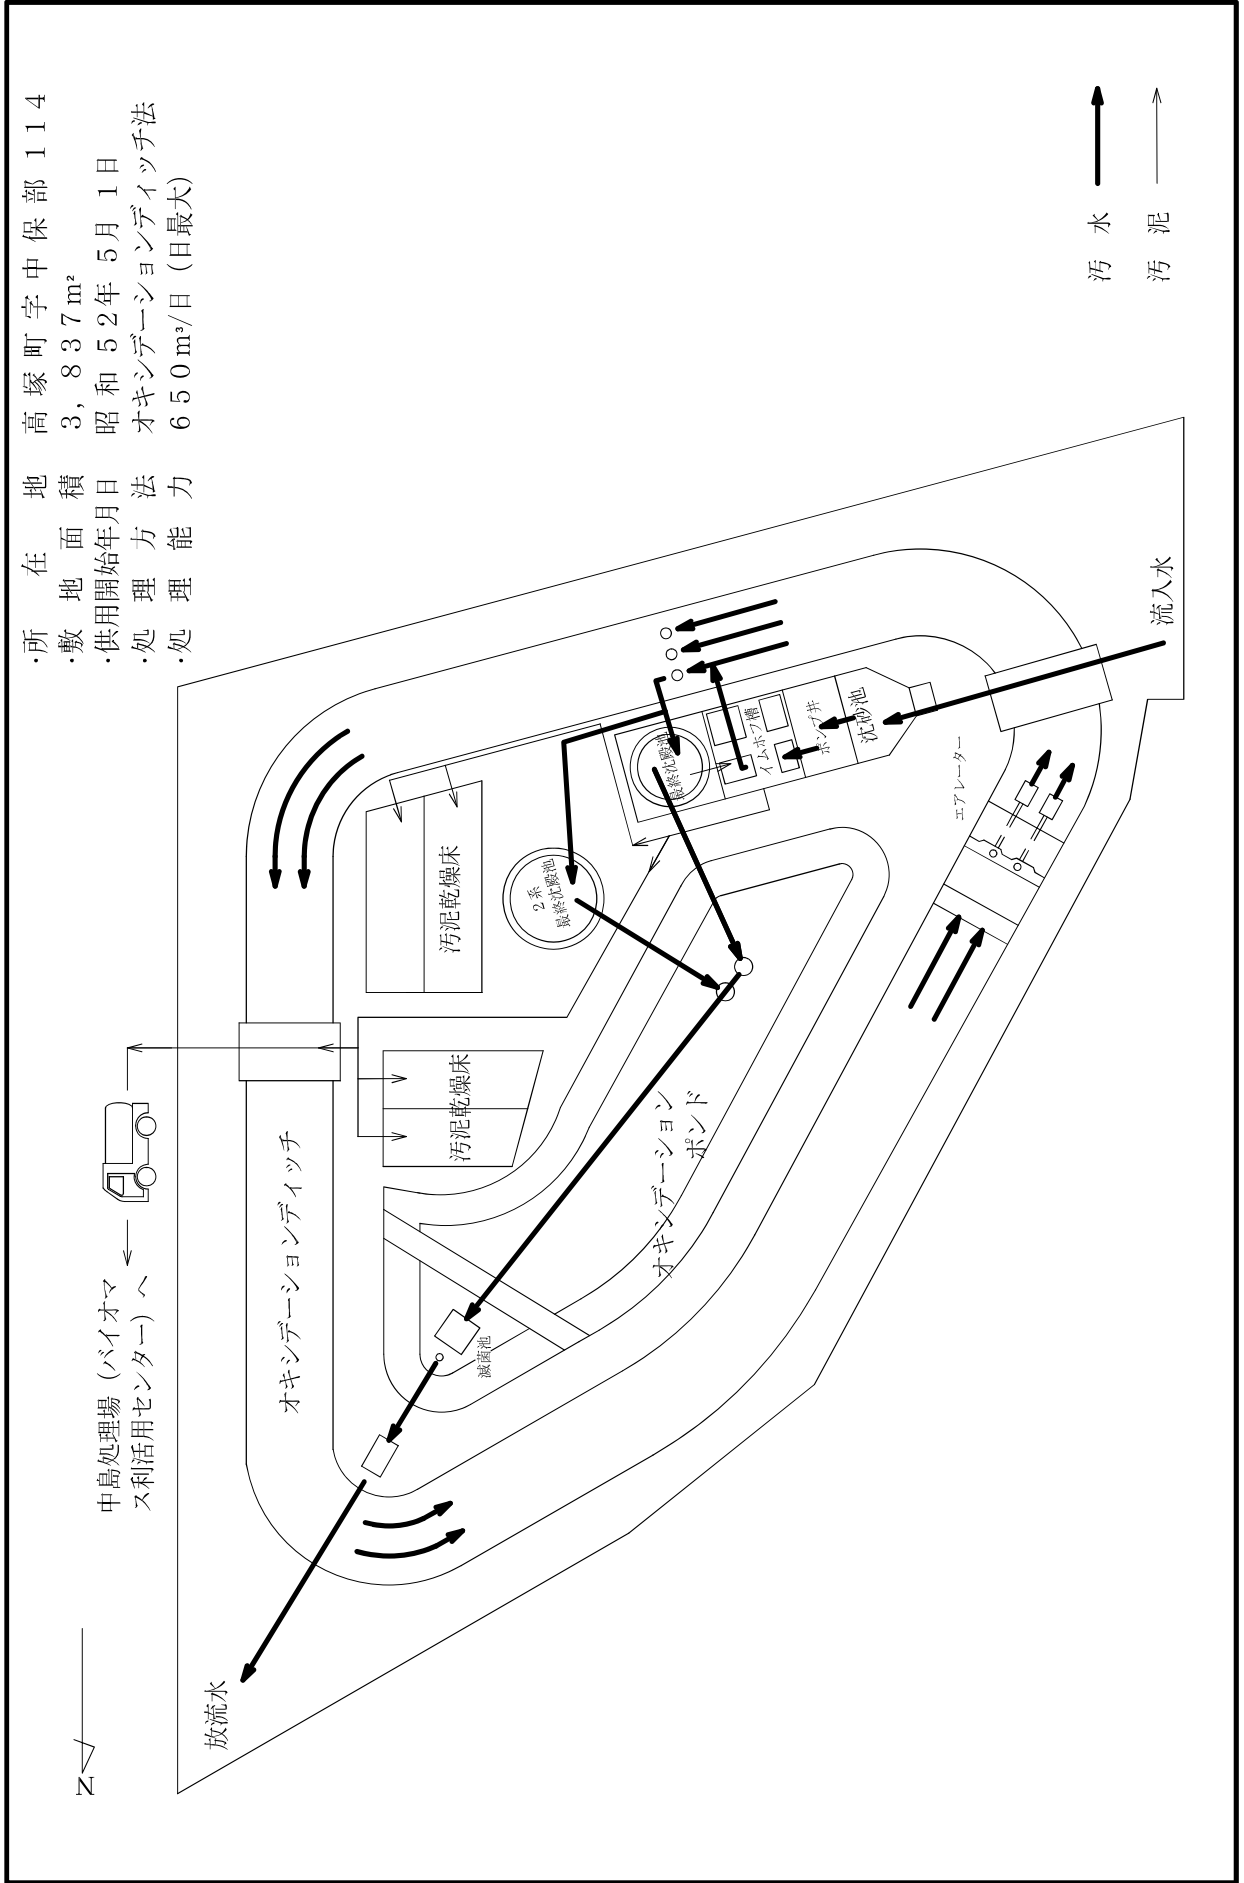 ・所在地 高塚町字中保部114
・敷地面積 3,837m²
・供用開始年月日 昭和52年5月1日
・処理方法 オキシデーションディッチ法
・処理能力 650m³/日(日最大)
汚水
汚泥
中島処理場(バイオマ
ス利活用センター)へ
N
放流水
オキシデーションディッチ
汚泥乾燥床
汚泥乾燥床
2系
最終沈殿池
最終沈殿池
イムホフ槽
ポンプ井
沈砂池
流入水
エアレーター
オキシデーション
ポンド
滅菌池